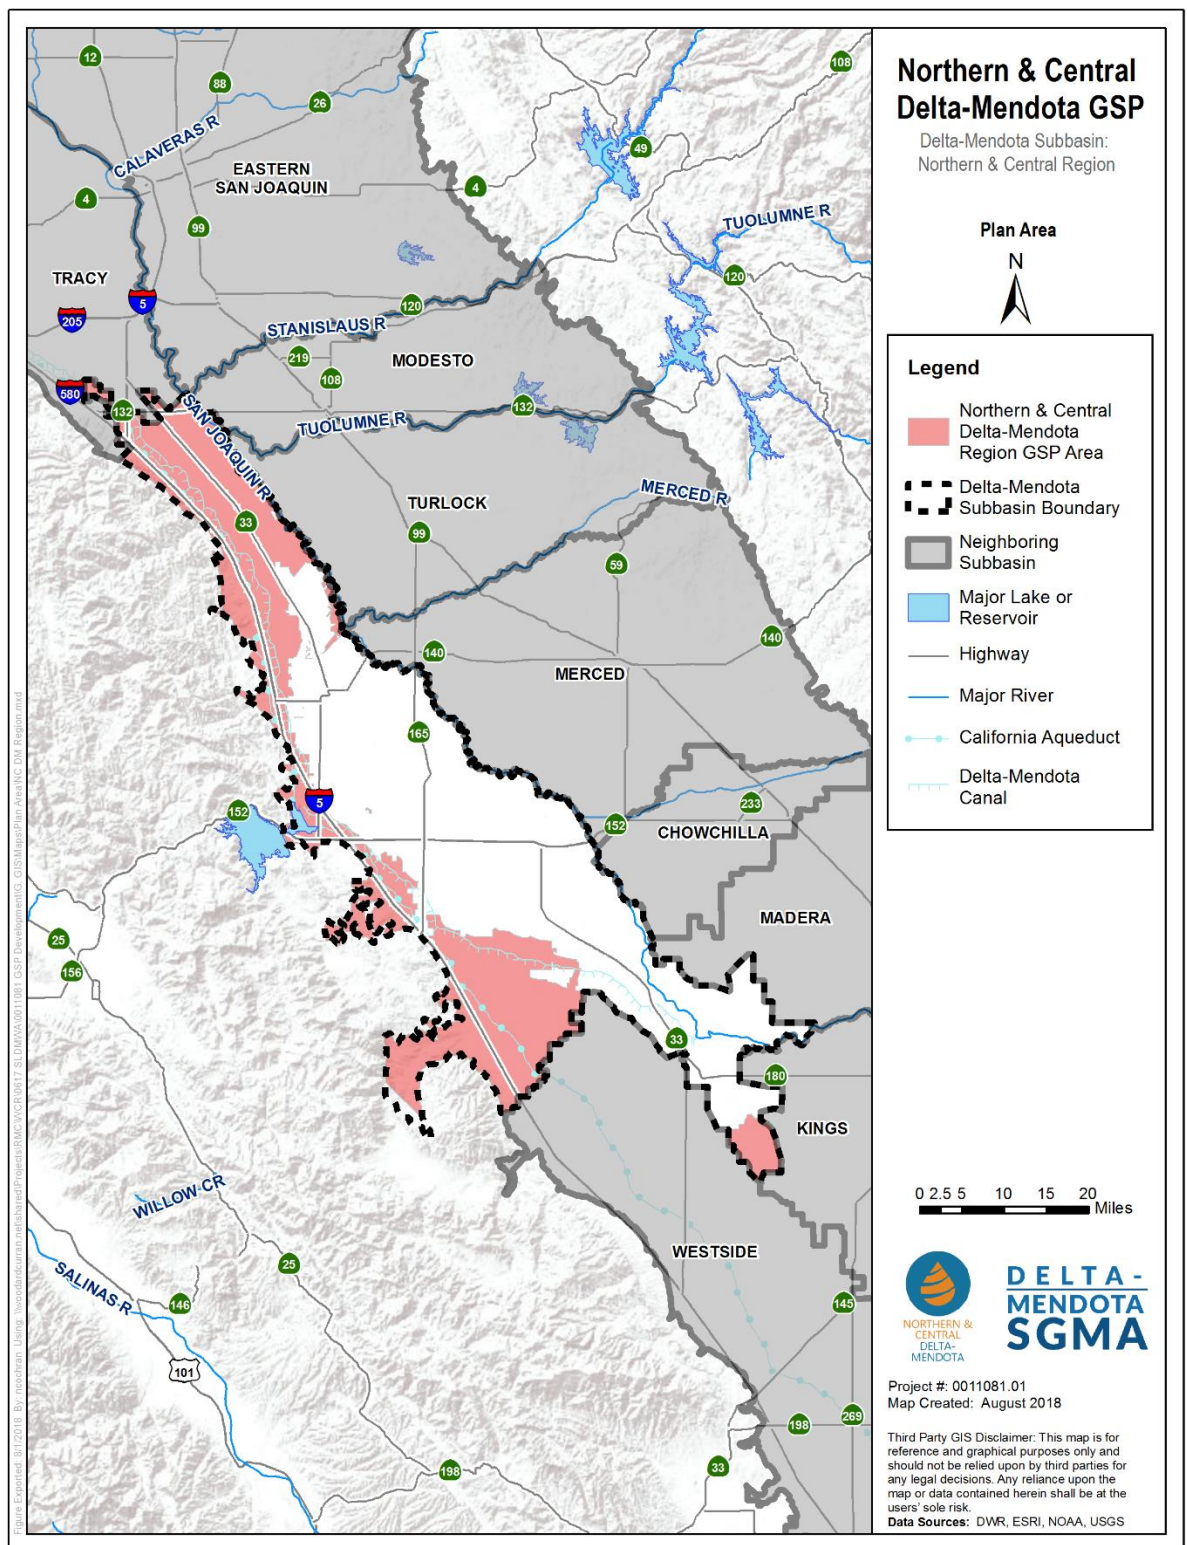 Northern & Central
Delta-Mendota GSP
Delta-Mendota Subbasin:
Northern & Central Region
Plan Area
N
Legend
Northern & Central
Delta-Mendota
Region GSP Area
Delta-Mendota
Subbasin Boundary
Neighboring
Subbasin
Major Lake or
Reservoir
Highway
Major River
California Aqueduct
Delta-Mendota
Canal
0 2.5 5 10 15 20
Miles
NORTHERN &
CENTRAL
DELTA-
MENDOTA
DELTA-
MENDOTA
SGMA
Project #: 0011081.01
Map Created: August 2018
Third Party GIS Disclaimer: This map is for
reference and graphical purposes only and
should not be relied upon by third parties for
any legal decisions. Any reliance upon the
map or data contained herein shall be at the
users' sole risk.
Data Sources: DWR, ESRI, NOAA, USGS
12
88
26
108
CALAVERAS R
49
EASTERN
SAN JOAQUIN
4
4
99
TUOLUMNE R
TRACY
120
5
205
120
STANISLAUS R
219
MODESTO
108
580
132
132
SAN JOAQUIN R
TUOLUMNE R
MERCED R
TURLOCK
33
99
59
140
140
MERCED
165
5
152
233
152
CHOWCHILLA
MADERA
25
156
33
180
KINGS
WILLOW CR
WESTSIDE
25
SALINAS R
146
145
101
269
198
198
33